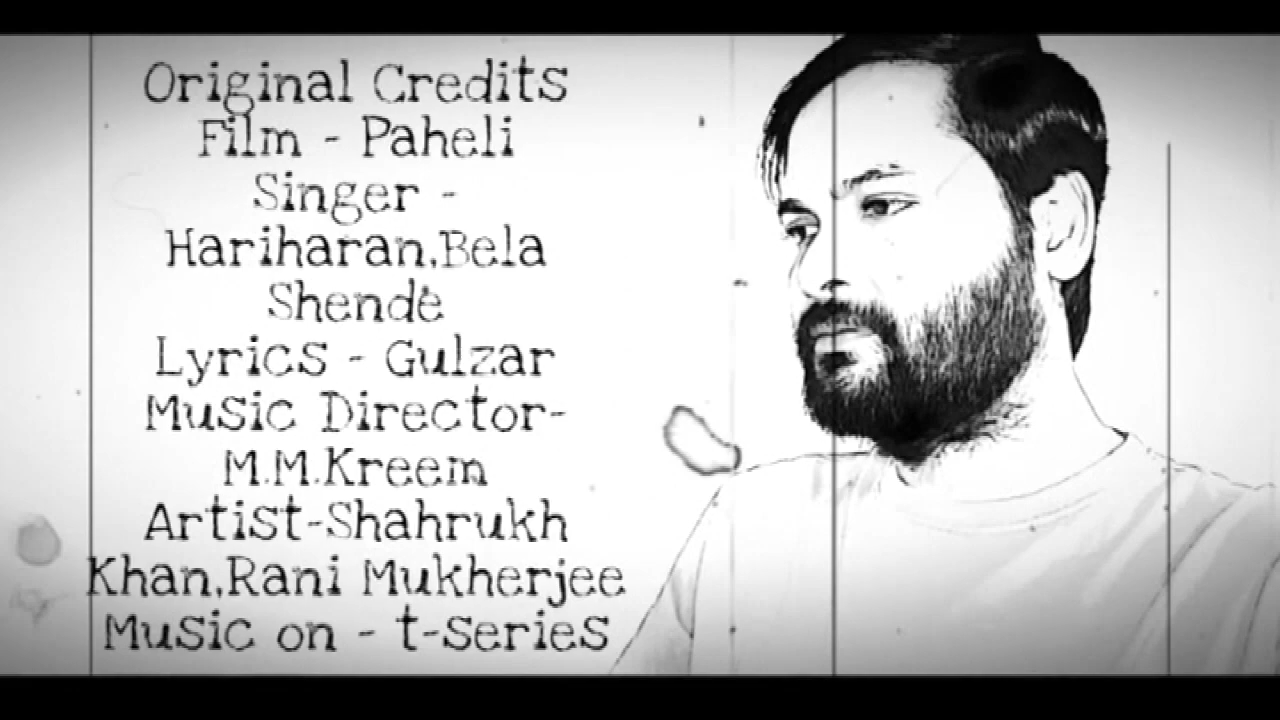 Original Credits
Film - Paheli
Singer -
Hariharan,Bela
Shende
Lyrics - Gulzar
Music Director-
M.M.Kreem
Artist-Shahrukh
Khan,Rani Mukherjee
Music on - t-series